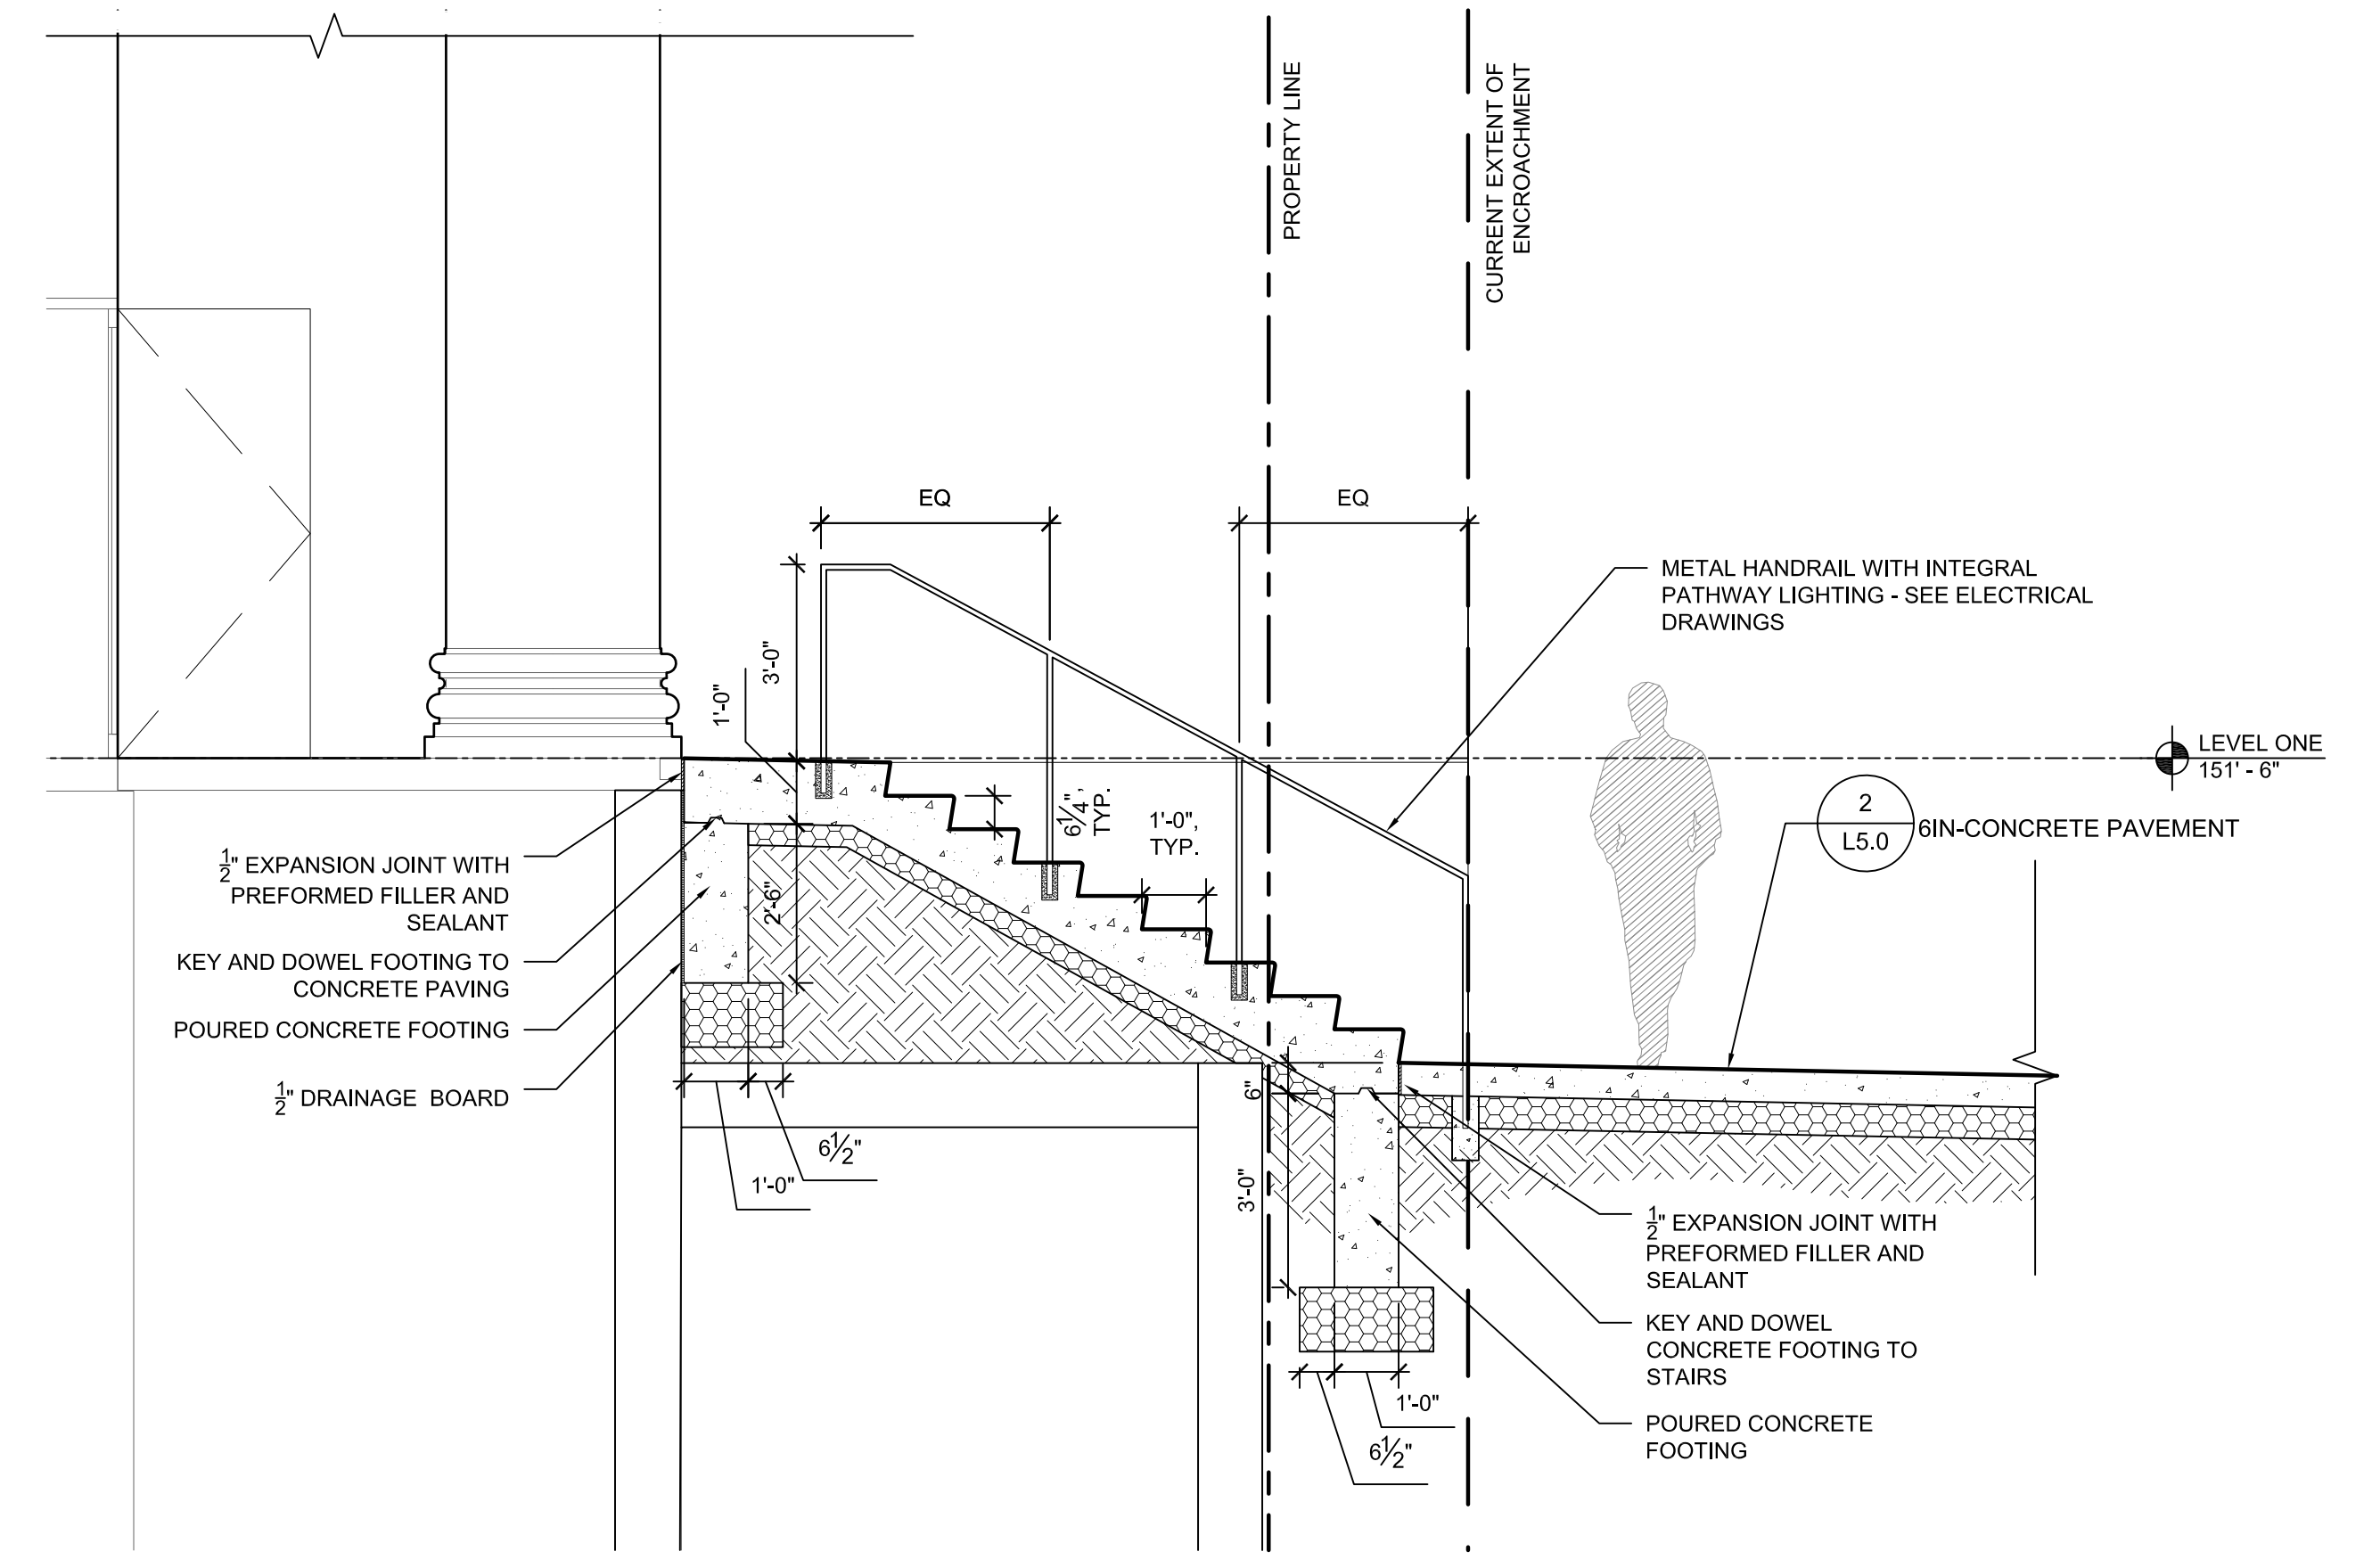 PROPERTY LINE
CURRENT EXTENT OF
ENCROACHMENT
EQ
EQ
METAL HANDRAIL WITH INTEGRAL
PATHWAY LIGHTING - SEE ELECTRICAL
DRAWINGS
3'-0"
1'-0"
LEVEL ONE
151' - 6"
6¼",
TYP.
1'-0",
TYP.
2
L5.0
6IN-CONCRETE PAVEMENT
½" EXPANSION JOINT WITH
PREFORMED FILLER AND
SEALANT
2'-6"
KEY AND DOWEL FOOTING TO
CONCRETE PAVING
POURED CONCRETE FOOTING
½" DRAINAGE BOARD
6"
6½"
1'-0"
3'-0"
½" EXPANSION JOINT WITH
PREFORMED FILLER AND
SEALANT
KEY AND DOWEL
CONCRETE FOOTING TO
STAIRS
1'-0"
6½"
POURED CONCRETE
FOOTING